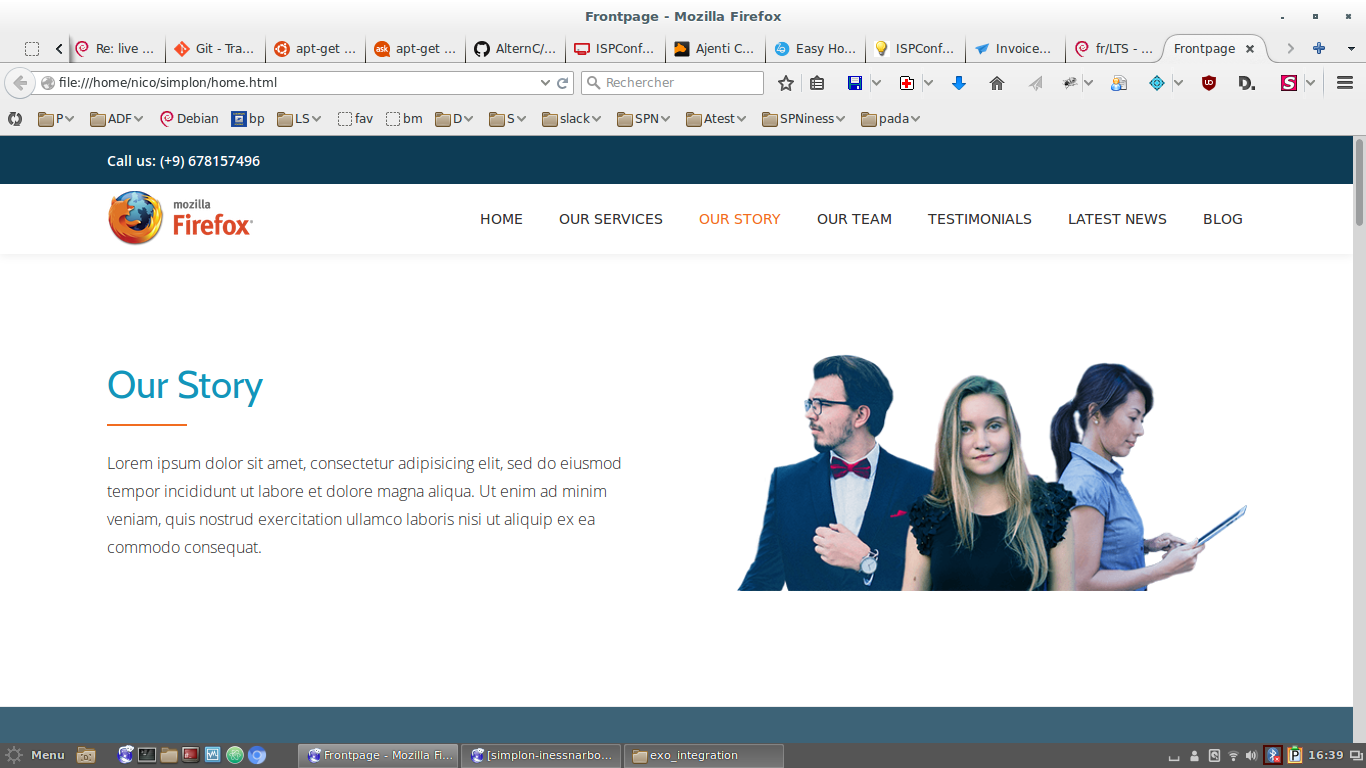 Frontpage - Mozilla Firefox
Re: live ...
Git - Tra...
apt-get ...
ask apt-get ...
AlternC/...
ISPConf...
Ajenti C...
Easy Ho...
ISPConf...
Invoice...
fr/LTS - ...
Frontpage
file:///home/nico/simplon/home.html
Rechercher
D.
S
P
ADF
Debian
bp
LS
fav
bm
D
S
slack
SPN
Atest
SPNiness
pada
Call us: (+9) 678157496
mozilla
Firefox
HOME
OUR SERVICES
OUR STORY
OUR TEAM
TESTIMONIALS
LATEST NEWS
BLOG
Our Story
Lorem ipsum dolor sit amet, consectetur adipisicing elit, sed do eiusmod
tempor incididunt ut labore et dolore magna aliqua. Ut enim ad minim
veniam, quis nostrud exercitation ullamco laboris nisi ut aliquip ex ea
commodo consequat.
Menu
Frontpage - Mozilla Fi...
[simplon-inessnarbo...
exo_integration
16:39